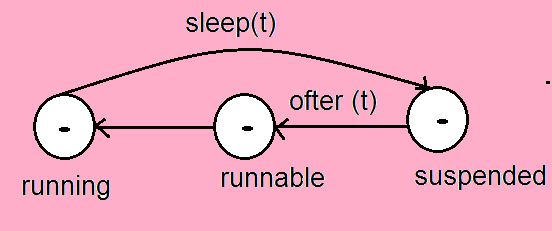 sleep(t)
ofter (t)
running
runnable
suspended